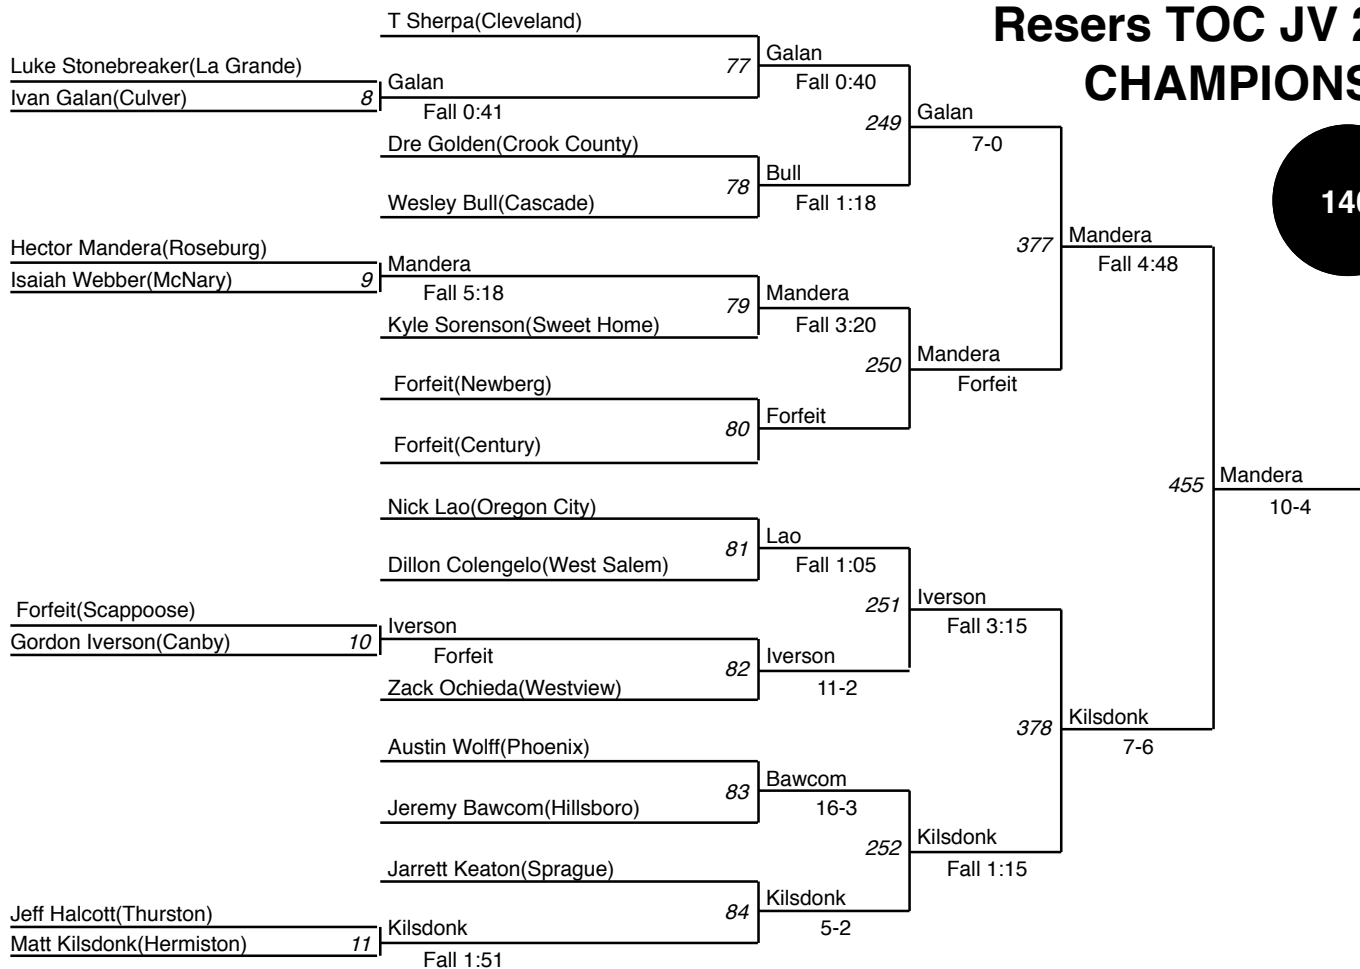 Resers TOC JV 2
CHAMPIONS
140
T Sherpa(Cleveland)
77
Galan
Fall 0:40
Luke Stonebreaker(La Grande)
Ivan Galan(Culver)
8
Galan
Fall 0:41
249
Galan
7-0
Dre Golden(Crook County)
78
Bull
Fall 1:18
Wesley Bull(Cascade)
377
Mandera
Fall 4:48
Hector Mandera(Roseburg)
Isaiah Webber(McNary)
9
Mandera
Fall 5:18
79
Mandera
Fall 3:20
Kyle Sorenson(Sweet Home)
250
Mandera
Forfeit
Forfeit(Newberg)
80
Forfeit
Forfeit(Century)
455
Mandera
10-4
Nick Lao(Oregon City)
81
Lao
Fall 1:05
Dillon Colengelo(West Salem)
251
Iverson
Fall 3:15
Forfeit(Scappoose)
Gordon Iverson(Canby)
10
Iverson
Forfeit
82
Iverson
11-2
Zack Ochieda(Westview)
378
Kilsdonk
7-6
Austin Wolff(Phoenix)
83
Bawcom
16-3
Jeremy Bawcom(Hillsboro)
252
Kilsdonk
Fall 1:15
Jarrett Keaton(Sprague)
84
Kilsdonk
5-2
Jeff Halcott(Thurston)
Matt Kilsdonk(Hermiston)
11
Kilsdonk
Fall 1:51